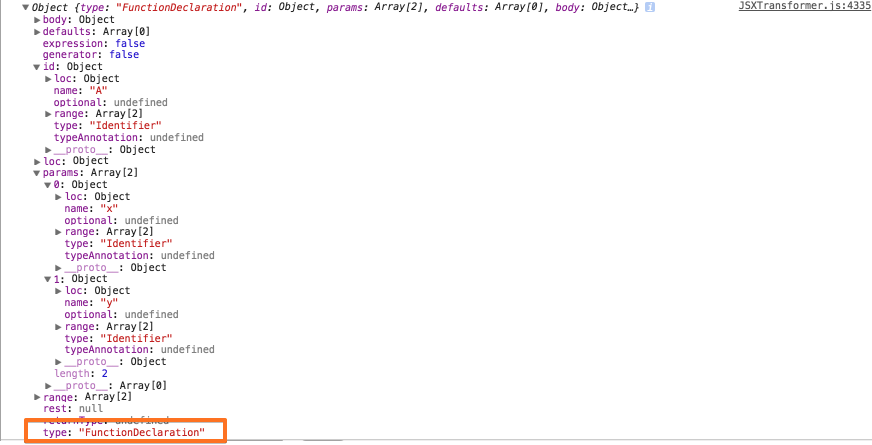 ▼Object {type: "FunctionDeclaration", id: Object, params: Array[2], defaults: Array[0], body: Object…} i JSXTransformer.js:4335
▶body: Object
▶defaults: Array[0]
expression: false
generator: false
▼id: Object
▶loc: Object
name: "A"
optional: undefined
▶range: Array[2]
type: "Identifier"
typeAnnotation: undefined
▶__proto__: Object
▶loc: Object
▼params: Array[2]
▼0: Object
▶loc: Object
name: "x"
optional: undefined
▶range: Array[2]
type: "Identifier"
typeAnnotation: undefined
▶__proto__: Object
▼1: Object
▶loc: Object
name: "y"
optional: undefined
▶range: Array[2]
type: "Identifier"
typeAnnotation: undefined
▶__proto__: Object
length: 2
▶__proto__: Array[0]
▶range: Array[2]
rest: null
returnType: undefined
type: "FunctionDeclaration"